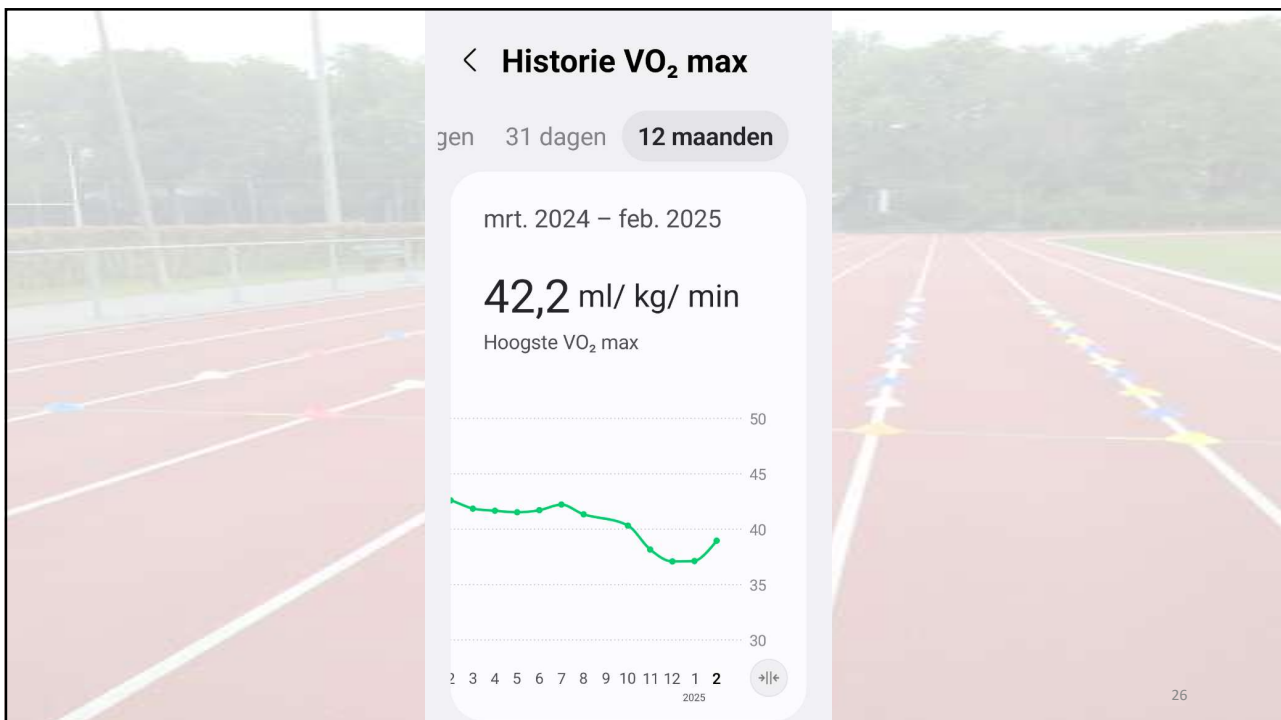 < Historie VO₂ max
gen 31 dagen 12 maanden
mrt. 2024 – feb. 2025
42,2 ml/ kg/ min
Hoogste VO₂ max
50
45
40
35
30
2 3 4 5 6 7 8 9 10 11 12 1 2
2025
26